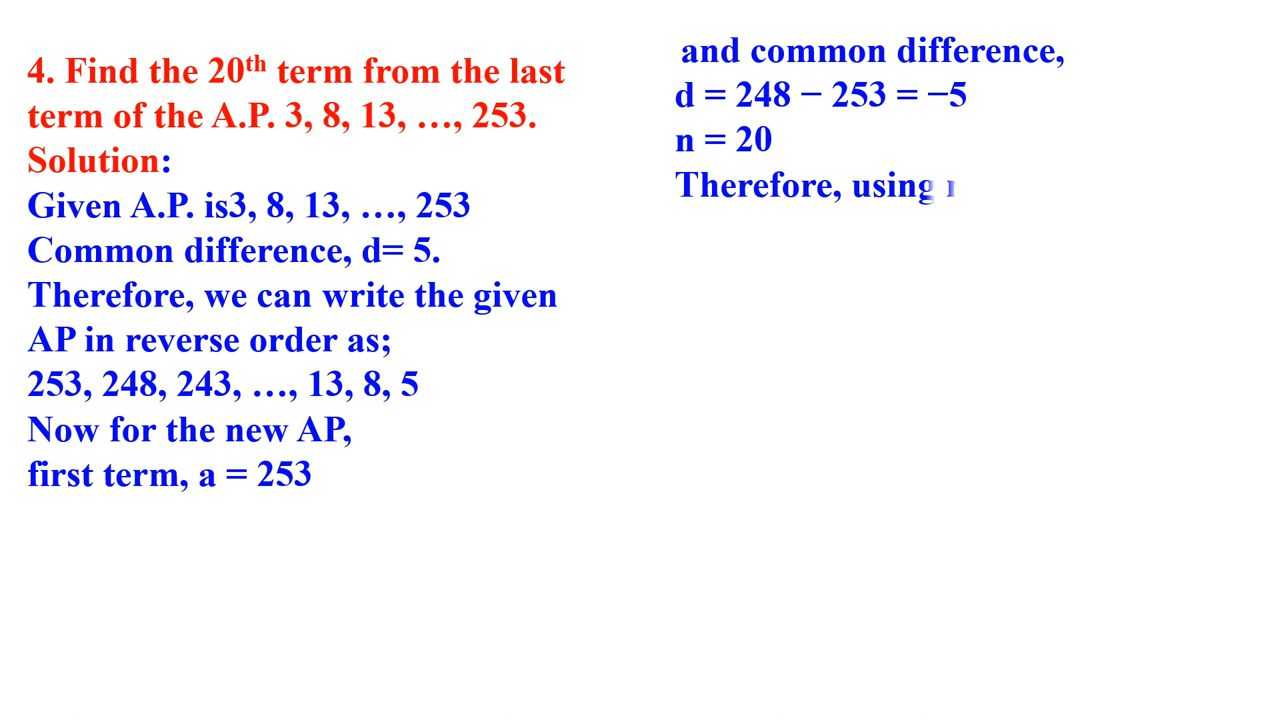 4. Find the 20th term from the last
term of the A.P. 3, 8, 13, …, 253.
Solution:
Given A.P. is3, 8, 13, …, 253
Common difference, d= 5.
Therefore, we can write the given
AP in reverse order as;
253, 248, 243, …, 13, 8, 5
Now for the new AP,
first term, a = 253
and common difference,
d = 248 − 253 = −5
n = 20
Therefore, using